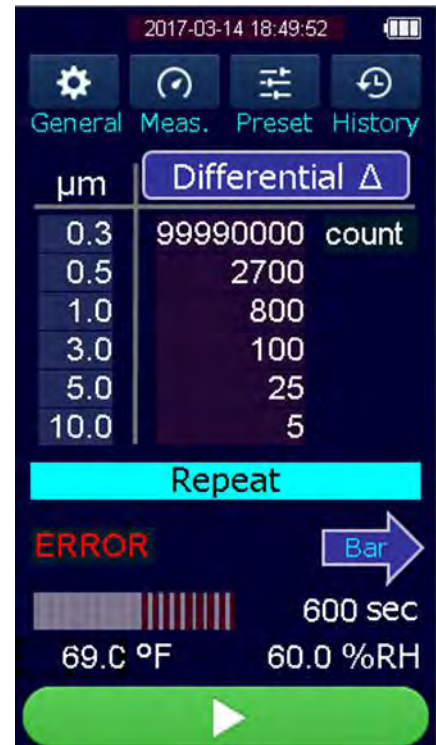 2017-03-14 18:49:52
General Meas. Preset History
µm Differential Δ
0.3 99990000 count
0.5 2700
1.0 800
3.0 100
5.0 25
10.0 5
Repeat
ERROR Bar
600 sec
69.0 °F 60.0 %RH